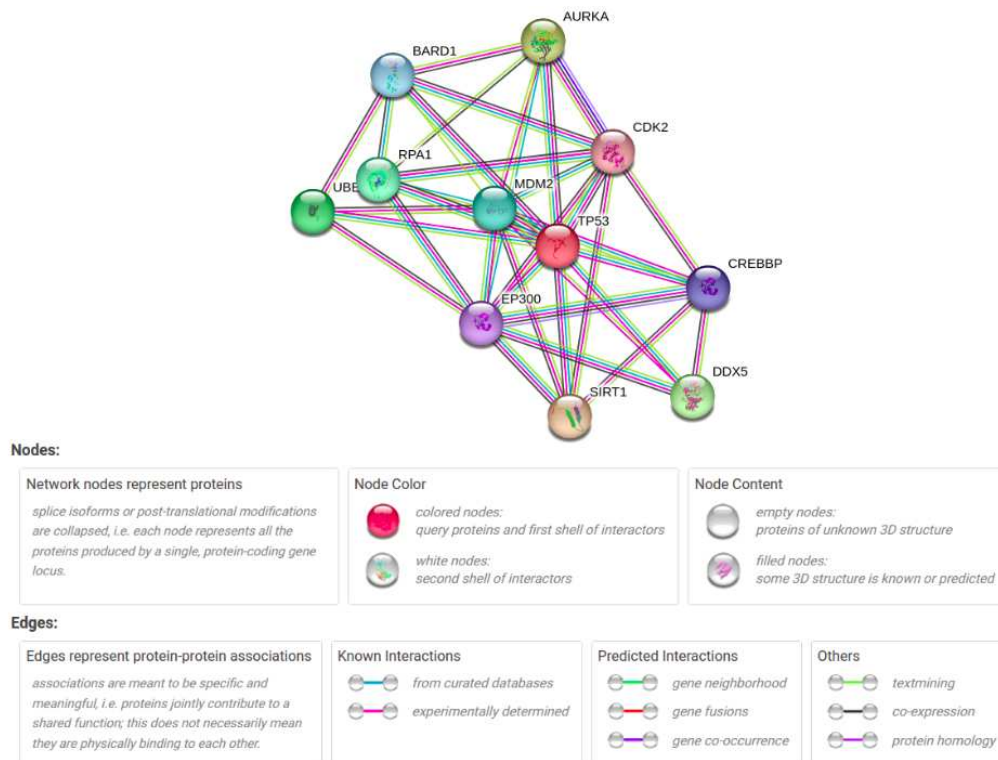 AURKA
BARD1
CDK2
RPA1
MDM2
TP53
CREBBP
EP300
DDX5
SIRT1
Nodes:
Network nodes represent proteins
splice isoforms or post-translational modifications
are collapsed, i.e. each node represents all the
proteins produced by a single, protein-coding gene
locus.
Node Color
colored nodes:
query proteins and first shell of interactors
white nodes:
second shell of interactors
Node Content
empty nodes:
proteins of unknown 3D structure
filled nodes:
some 3D structure is known or predicted
Edges:
Edges represent protein-protein associations
associations are meant to be specific and
meaningful, i.e. proteins jointly contribute to a
shared function; this does not necessarily mean
they are physically binding to each other.
Known Interactions
from curated databases
experimentally determined
Predicted Interactions
gene neighborhood
gene fusions
gene co-occurrence
Others
textmining
co-expression
protein homology